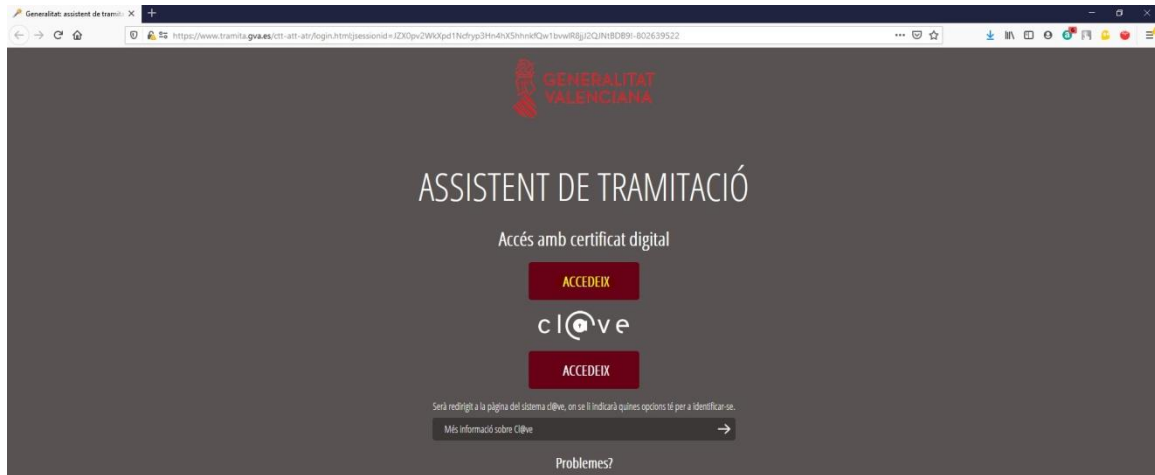 Generalitat: assistent de tramit
https://www.tramita.gva.es/ctt-att-atr/login.html;jsessionid=
GENERALITAT
VALENCIANA
ASSISTENT DE TRAMITACIÓ
Accés amb certificat digital
ACCEDEIX
cl@ve
ACCEDEIX
Serà redirigit a la pàgina del sistema cl@ve, on se li indicarà quines opcions té per a identificar-se.
Més informació sobre Cl@ve
Problemes?